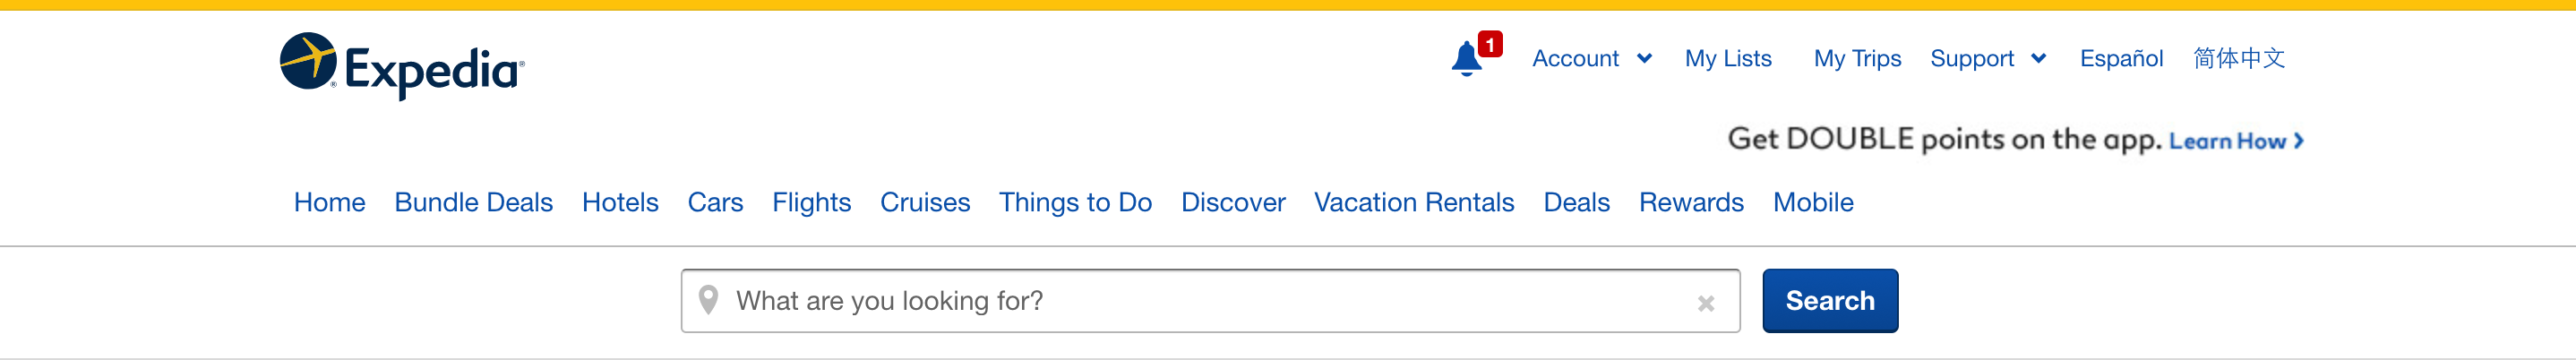 Expedia®
1 Account My Lists My Trips Support Español 简体中文
Get DOUBLE points on the app. Learn How
Home Bundle Deals Hotels Cars Flights Cruises Things to Do Discover Vacation Rentals Deals Rewards Mobile
What are you looking for? Search